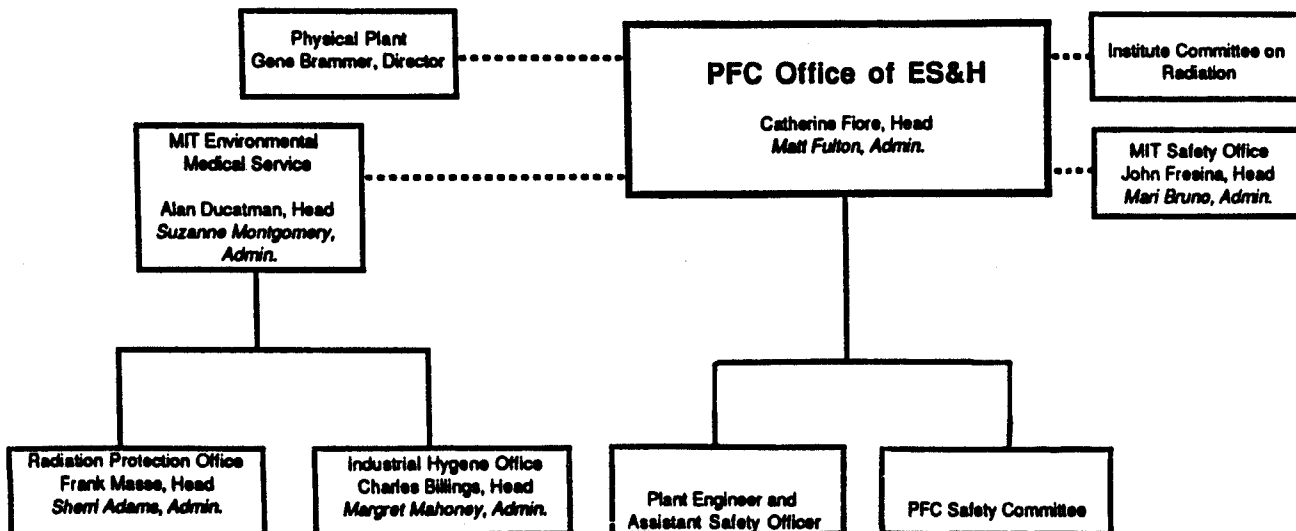 Physical Plant
Gene Brammer, Director
PFC Office of ES&H
Catherine Fiore, Head
Matt Fulton, Admin.
Institute Committee on
Radiation
MIT Environmental
Medical Service
Alan Ducatman, Head
Suzanne Montgomery,
Admin.
MIT Safety Office
John Fresina, Head
Mari Bruno, Admin.
Radiation Protection Office
Frank Masse, Head
Sherri Adams, Admin.
Industrial Hygene Office
Charles Billings, Head
Margret Mahoney, Admin.
Plant Engineer and
Assistant Safety Officer
PFC Safety Committee